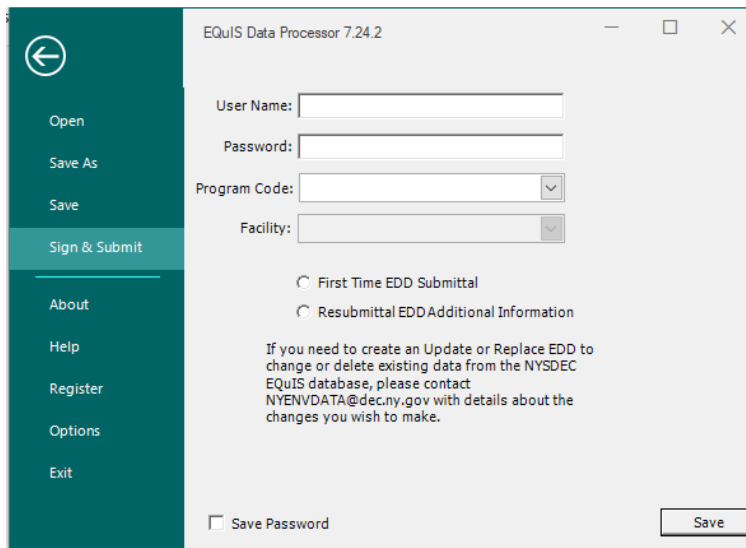 EQuIS Data Processor 7.24.2
Open
Save As
Save
Sign & Submit
About
Help
Register
Options
Exit
User Name:
Password:
Program Code:
Facility:
First Time EDD Submittal
Resubmittal EDD Additional Information
If you need to create an Update or Replace EDD to
change or delete existing data from the NYSDEC
EQuIS database, please contact
NYENVDATA@dec.ny.gov with details about the
changes you wish to make.
Save Password
Save